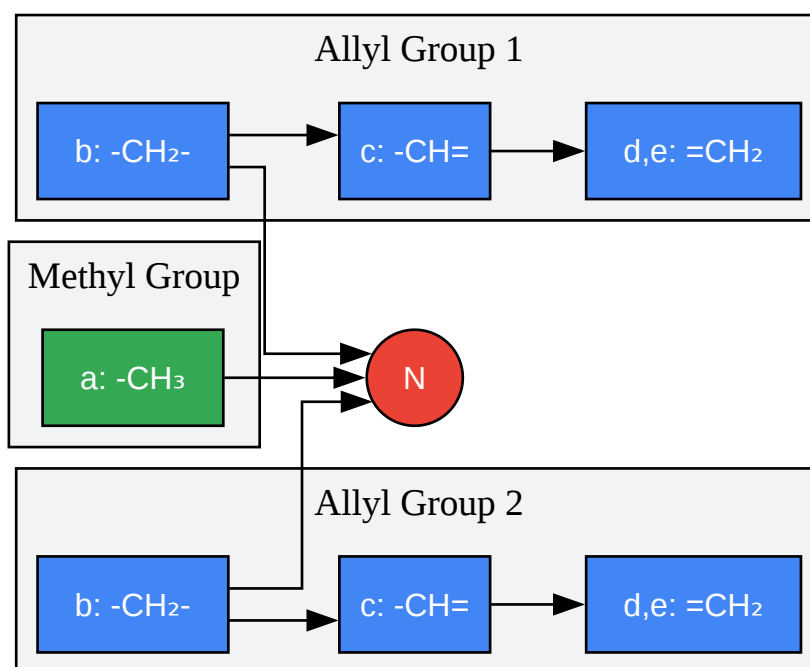 Allyl Group 1
b: -CH₂-
c: -CH=
d,e: =CH₂
Methyl Group
a: -CH₃
N
Allyl Group 2
b: -CH₂-
c: -CH=
d,e: =CH₂